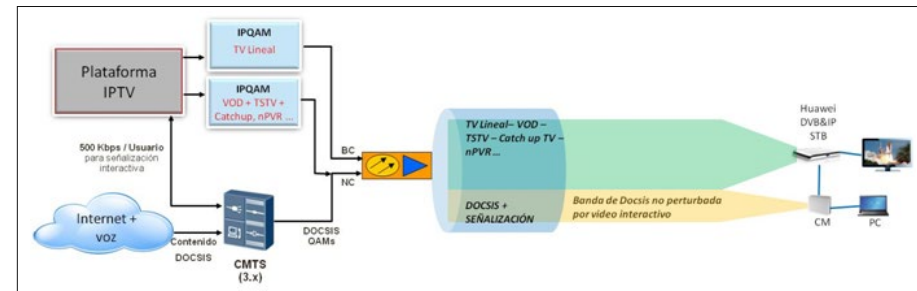 Plataforma
IPTV
IPQAM
TV Lineal
IPQAM
VOD + TSTV +
Catchup, nPVR ...
500 Kbps / Usuario
para señalización
interactiva
Internet +
voz
Contenido
DOCSIS
CMTS
(3.x)
DOCSIS
QAMs
BC
NC
TV Lineal– VOD –
TSTV – Catch up TV –
nPVR ...
DOCSIS +
SEÑALIZACIÓN
Banda de Docsis no perturbada
por video interactivo
Huawei
DVB&IP
STB
CM
PC